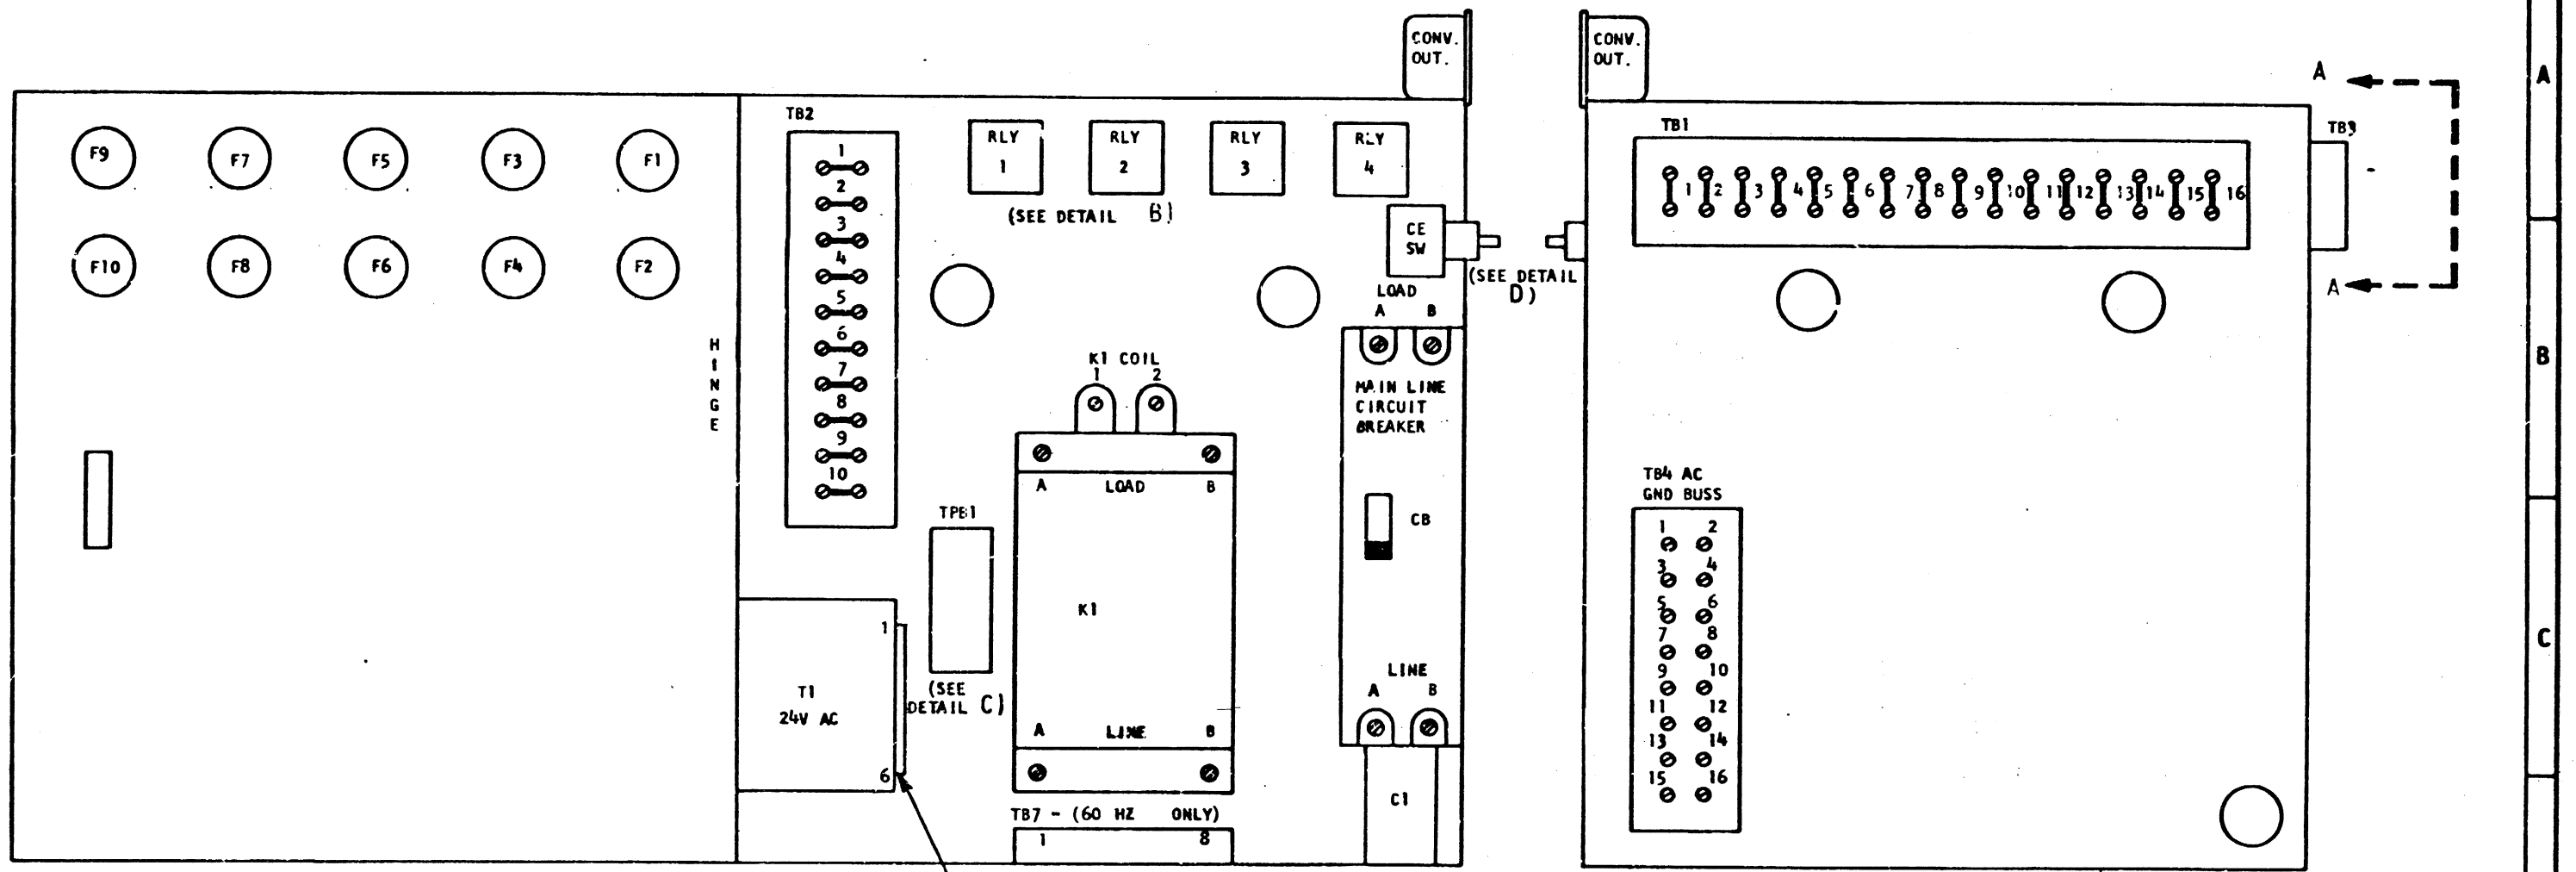 CONV.
OUT.
F9
F7
F5
F3
F1
F10
F8
F6
F4
F2
H
I
N
G
E
TB2
1
2
3
4
5
6
7
8
9
10
RLY
1
RLY
2
RLY
3
RLY
4
(SEE DETAIL B)
CE
SW
(SEE DETAIL
D)
LOAD
A B
MAIN LINE
CIRCUIT
BREAKER
CB
LINE
A B
C1
K1 COIL
1 2
A LOAD B
K1
A LINE B
TPB1
(SEE
DETAIL C)
T1
24V AC
1
6
TB7 - (60 HZ ONLY)
1 8
CONV.
OUT.
TB1
1 2 3 4 5 6 7 8 9 10 11 12 13 14 15 16
TB3
A
A
TB4 AC
GND BUSS
1 2
3 4
5 6
7 8
9 10
11 12
13 14
15 16
A
B
C